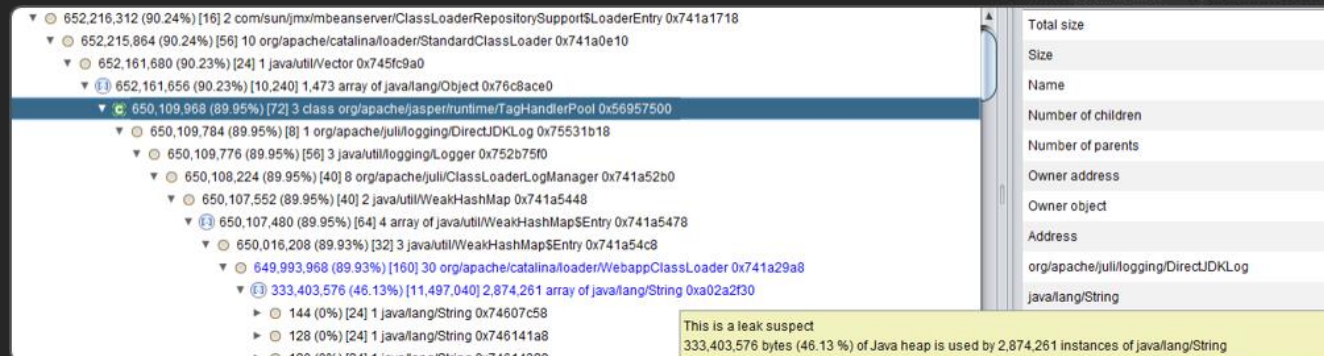 652,216,312 (90.24%) [16] 2 com/sun/jmx/mbeanserver/ClassLoaderRepositorySupport$LoaderEntry 0x741a1718
652,215,864 (90.24%) [56] 10 org/apache/catalina/loader/StandardClassLoader 0x741a0e10
652,161,680 (90.23%) [24] 1 java/util/Vector 0x745fc9a0
652,161,656 (90.23%) [10,240] 1,473 array of java/lang/Object 0x76c8ace0
650,109,968 (89.95%) [72] 3 class org/apache/jasper/runtime/TagHandlerPool 0x56957500
650,109,784 (89.95%) [8] 1 org/apache/juli/logging/DirectJDKLog 0x75531b18
650,109,776 (89.95%) [56] 3 java/util/logging/Logger 0x752b75f0
650,108,224 (89.95%) [40] 8 org/apache/juli/ClassLoaderLogManager 0x741a52b0
650,107,552 (89.95%) [40] 2 java/util/WeakHashMap 0x741a5448
650,107,480 (89.95%) [64] 4 array of java/util/WeakHashMap$Entry 0x741a5478
650,016,208 (89.93%) [32] 3 java/util/WeakHashMap$Entry 0x741a54c8
649,993,968 (89.93%) [160] 30 org/apache/catalina/loader/WebappClassLoader 0x741a29a8
333,403,576 (46.13%) [11,497,040] 2,874,261 array of java/lang/String 0xa02a2f30
144 (0%) [24] 1 java/lang/String 0x74607c58
128 (0%) [24] 1 java/lang/String 0x746141a8
Total size
Size
Name
Number of children
Number of parents
Owner address
Owner object
Address
org/apache/juli/logging/DirectJDKLog
java/lang/String
This is a leak suspect
333,403,576 bytes (46.13 %) of Java heap is used by 2,874,261 instances of java/lang/String